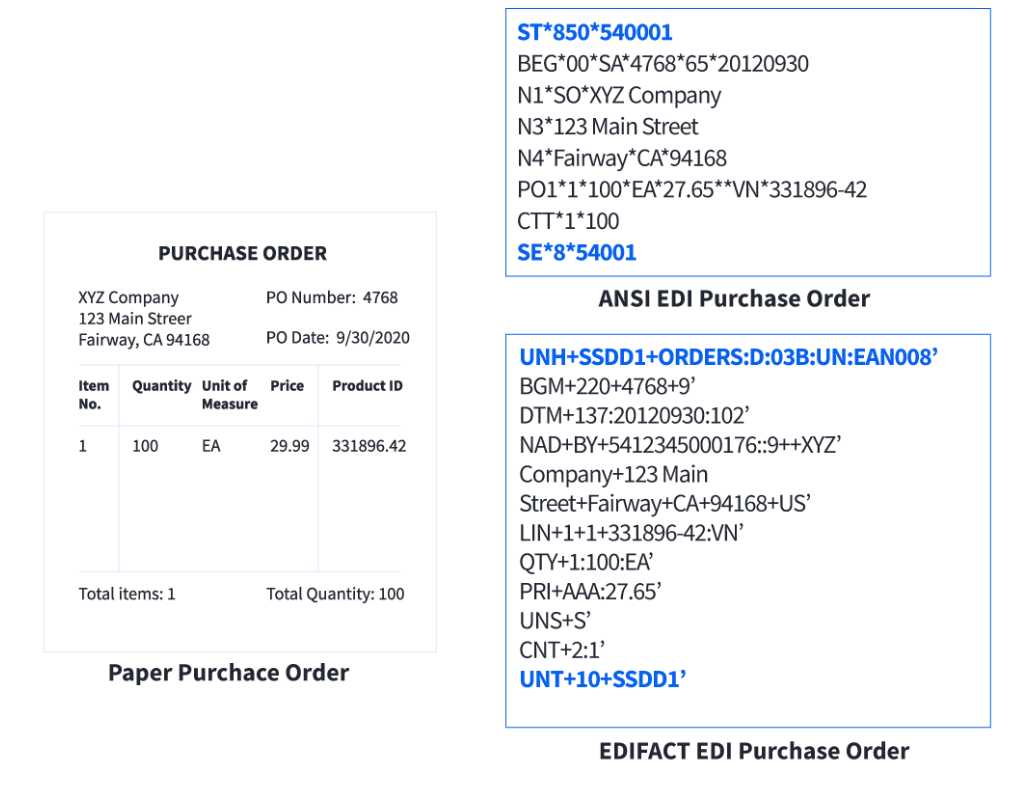 PURCHASE ORDER
XYZ Company
123 Main Streer
Fairway, CA 94168
PO Number: 4768
PO Date: 9/30/2020
Item No. Quantity Unit of Measure Price Product ID
1 100 EA 29.99 331896.42
Total items: 1 Total Quantity: 100
Paper Purchace Order
ST*850*540001
BEG*00*SA*4768*65*20120930
N1*SO*XYZ Company
N3*123 Main Street
N4*Fairway*CA*94168
PO1*1*100*EA*27.65**VN*331896-42
CTT*1*100
SE*8*54001
ANSI EDI Purchase Order
UNH+SSDD1+ORDERS:D:03B:UN:EAN008’
BGM+220+4768+9’
DTM+137:20120930:102’
NAD+BY+5412345000176::9++XYZ’
Company+123 Main
Street+Fairway+CA+94168+US’
LIN+1+1+331896-42:VN’
QTY+1:100:EA’
PRI+AAA:27.65’
UNS+S’
CNT+2:1’
UNT+10+SSDD1’
EDIFACT EDI Purchase Order